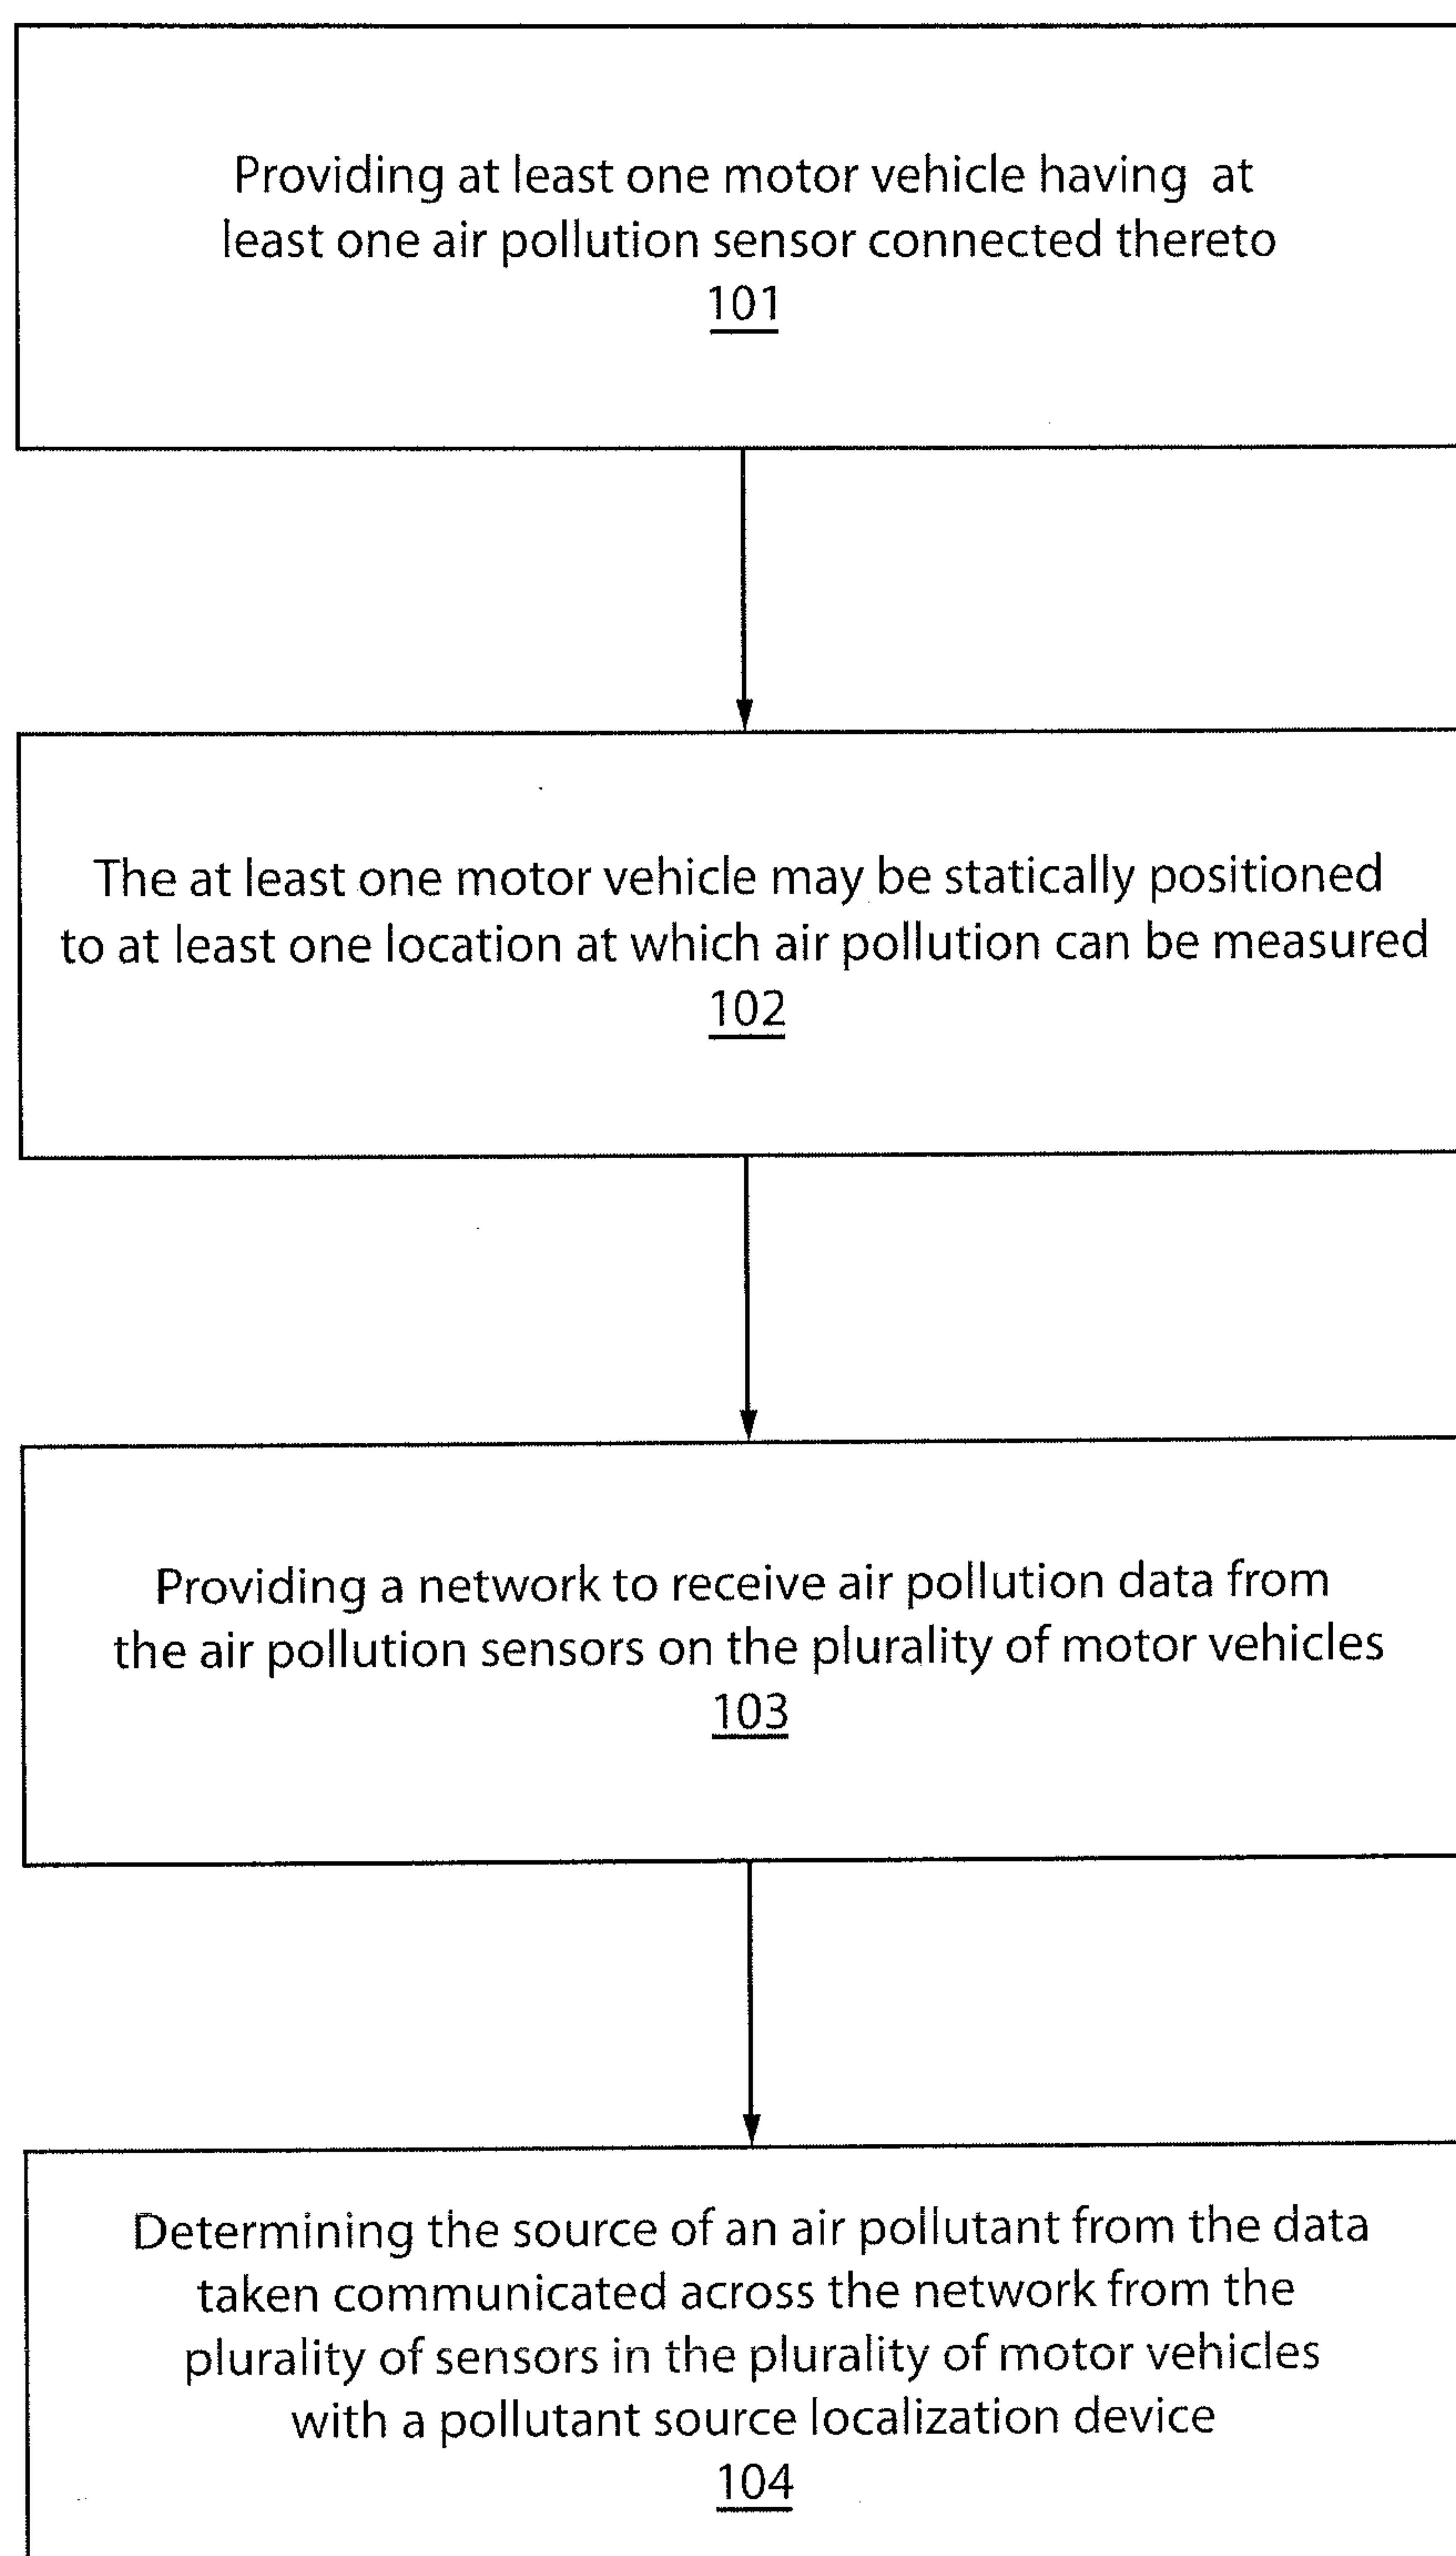 Providing at least one motor vehicle having at
least one air pollution sensor connected thereto
101
The at least one motor vehicle may be statically positioned
to at least one location at which air pollution can be measured
102
Providing a network to receive air pollution data from
the air pollution sensors on the plurality of motor vehicles
103
Determining the source of an air pollutant from the data
taken communicated across the network from the
plurality of sensors in the plurality of motor vehicles
with a pollutant source localization device
104